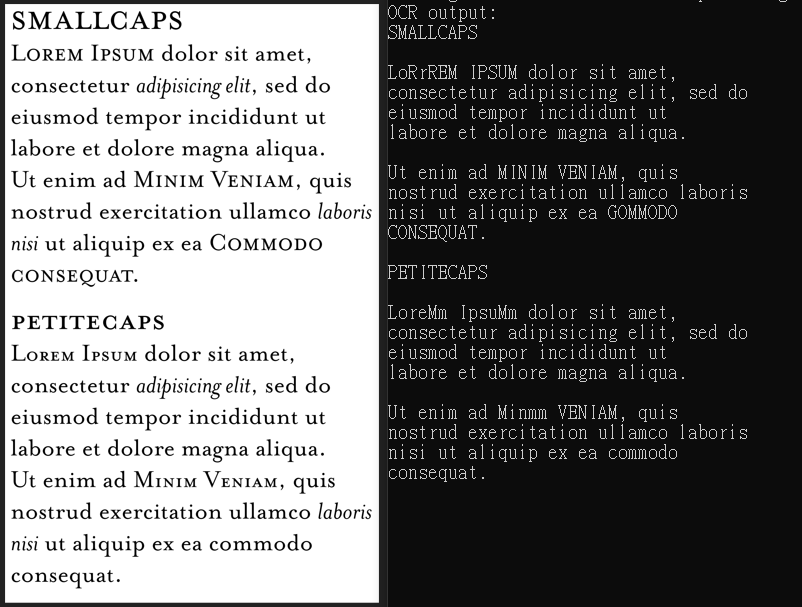 SMALLCAPS
LOREM IPSUM dolor sit amet,
consectetur adipisicing elit, sed do
eiusmod tempor incididunt ut
labore et dolore magna aliqua.
Ut enim ad MINIM VENIAM, quis
nostrud exercitation ullamco laboris
nisi ut aliquip ex ea COMMODO
CONSEQUAT.
PETITECAPS
LOREM IPSUM dolor sit amet,
consectetur adipisicing elit, sed do
eiusmod tempor incididunt ut
labore et dolore magna aliqua.
Ut enim ad MINIM VENIAM, quis
nostrud exercitation ullamco laboris
nisi ut aliquip ex ea commodo
consequat.
OCR output:
SMALLCAPS
LoRrREM IPSUM dolor sit amet,
consectetur adipisicing elit, sed do
eiusmod tempor incididunt ut
labore et dolore magna aliqua.
Ut enim ad MINIM VENIAM, quis
nostrud exercitation ullamco laboris
nisi ut aliquip ex ea GOMMODO
CONSEQUAT.
PETITECAPS
LoreMm IpsuMm dolor sit amet,
consectetur adipisicing elit, sed do
eiusmod tempor incididunt ut
labore et dolore magna aliqua.
Ut enim ad Minmm VENIAM, quis
nostrud exercitation ullamco laboris
nisi ut aliquip ex ea commodo
consequat.